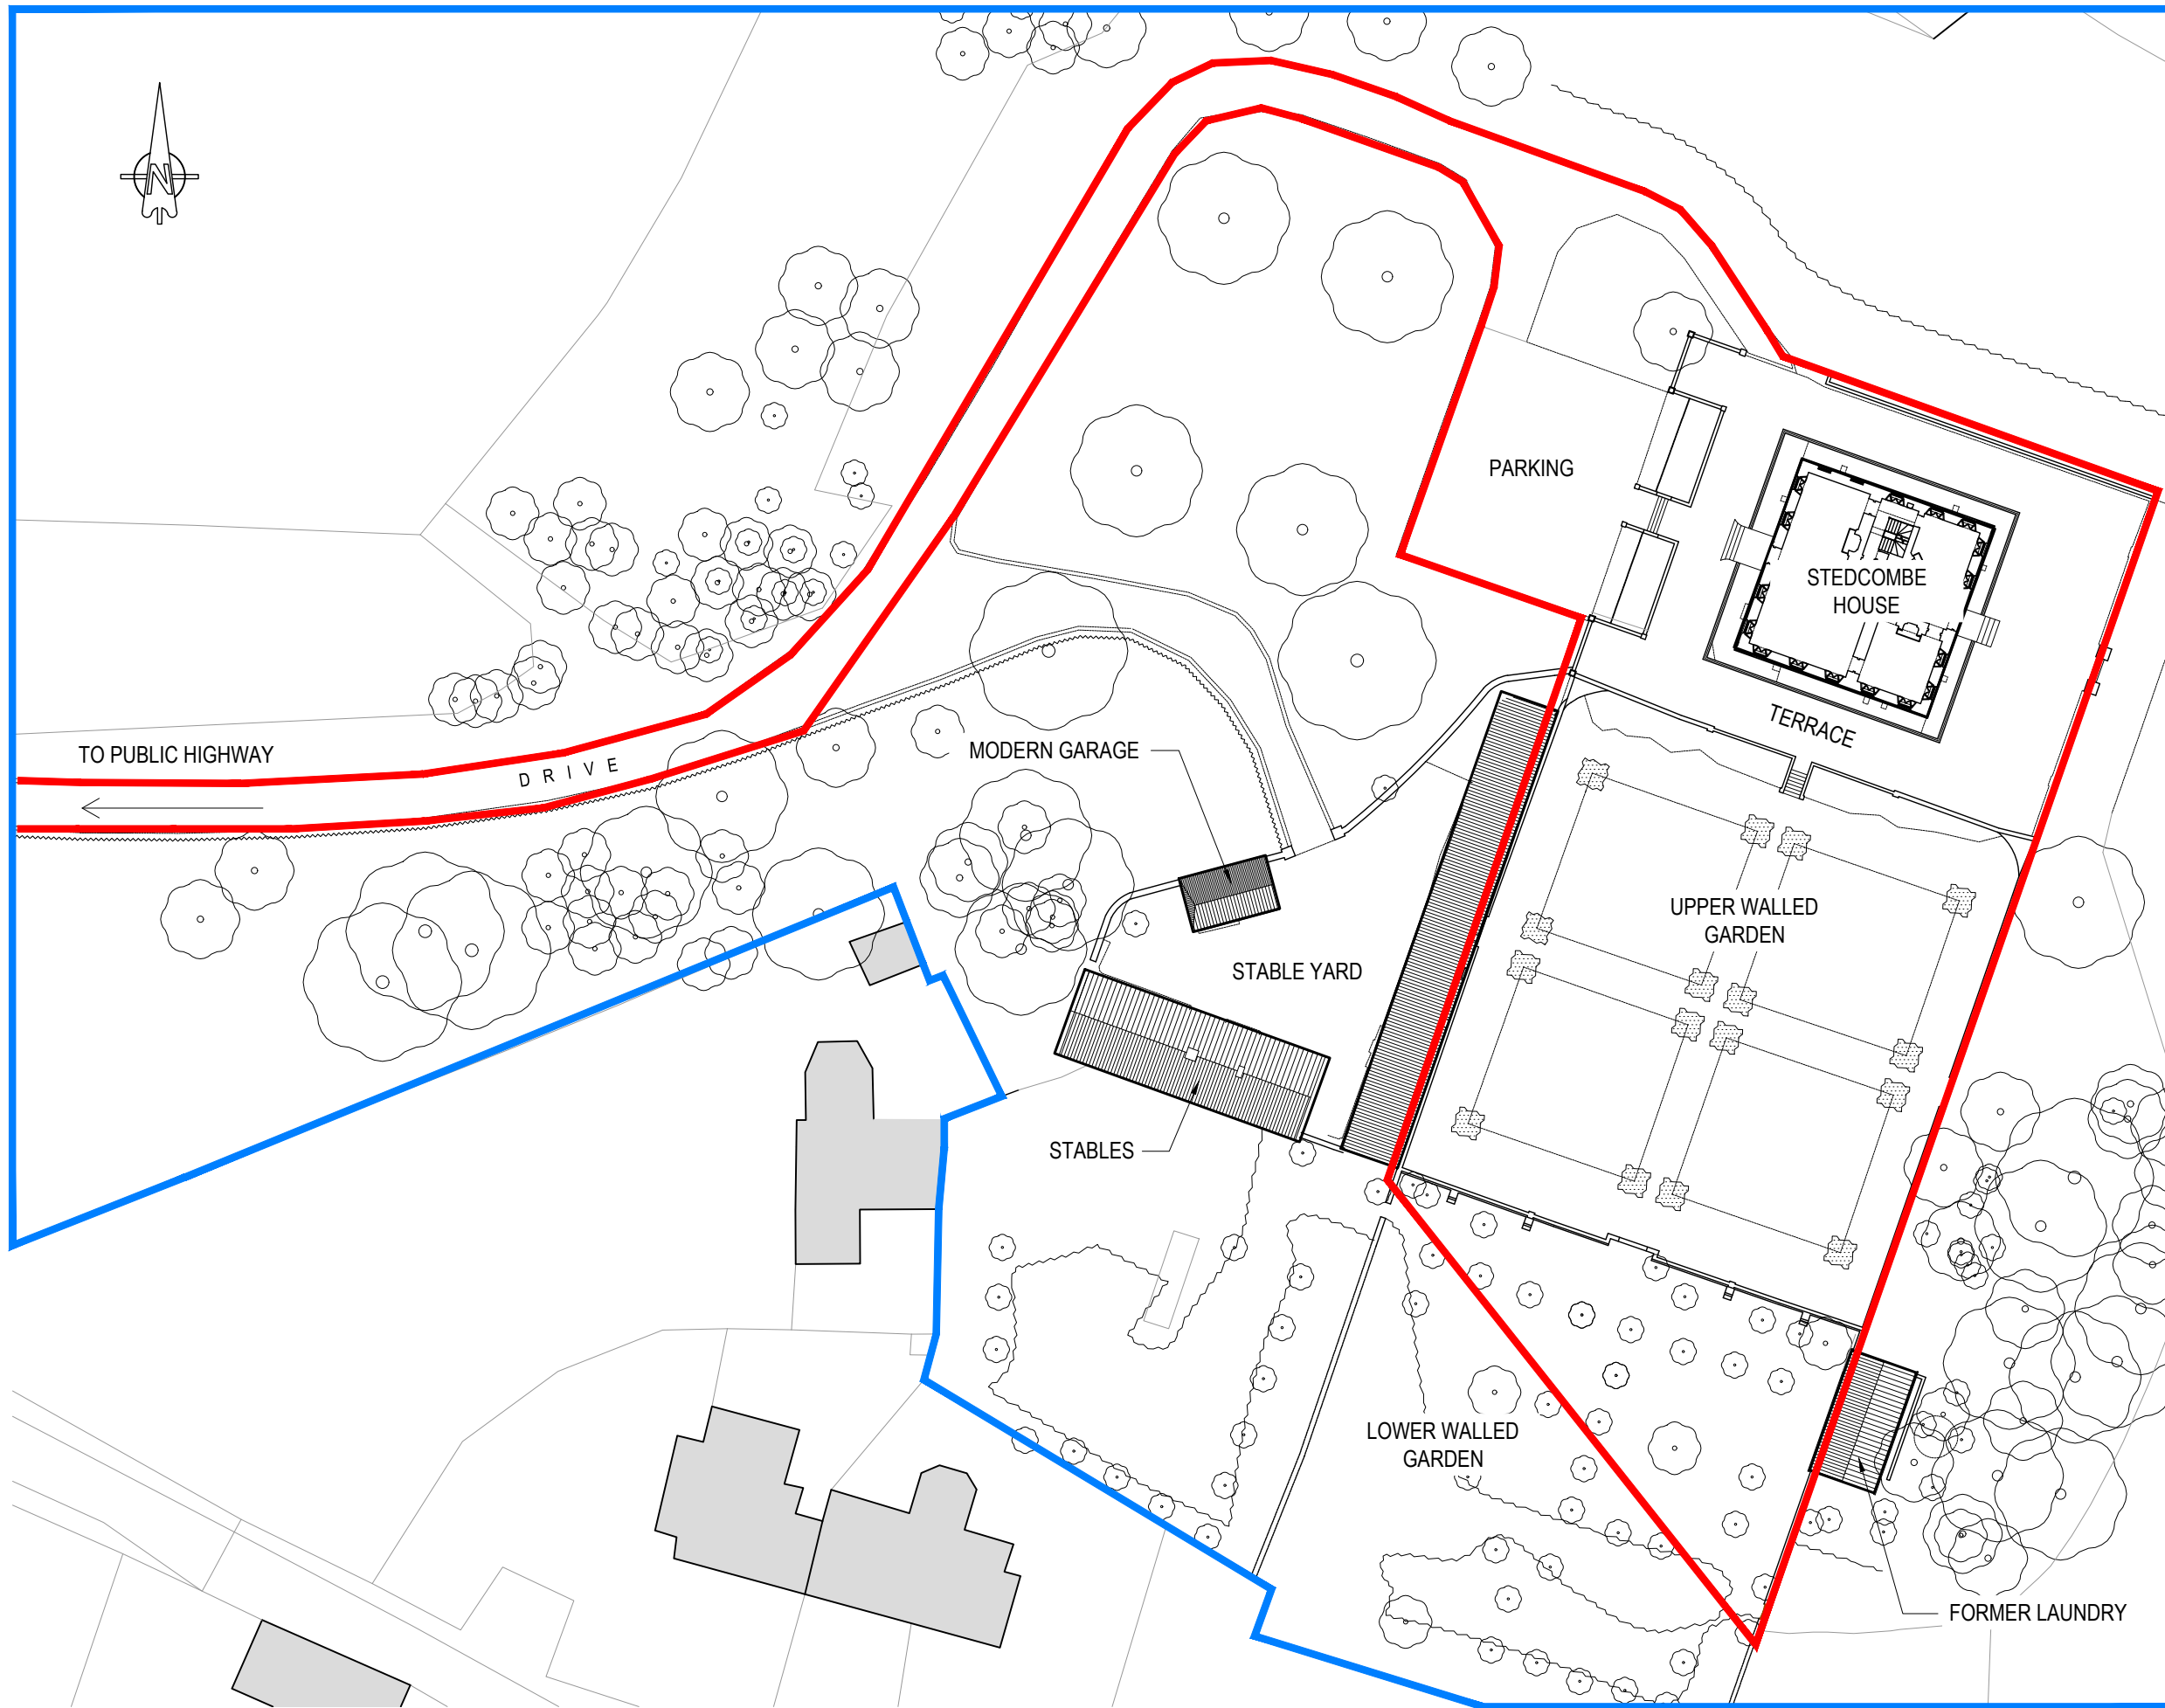 N
PARKING
STEDCOMBE
HOUSE
TERRACE
TO PUBLIC HIGHWAY
DRIVE
MODERN GARAGE
UPPER WALLED
GARDEN
STABLE YARD
STABLES
LOWER WALLED
GARDEN
FORMER LAUNDRY